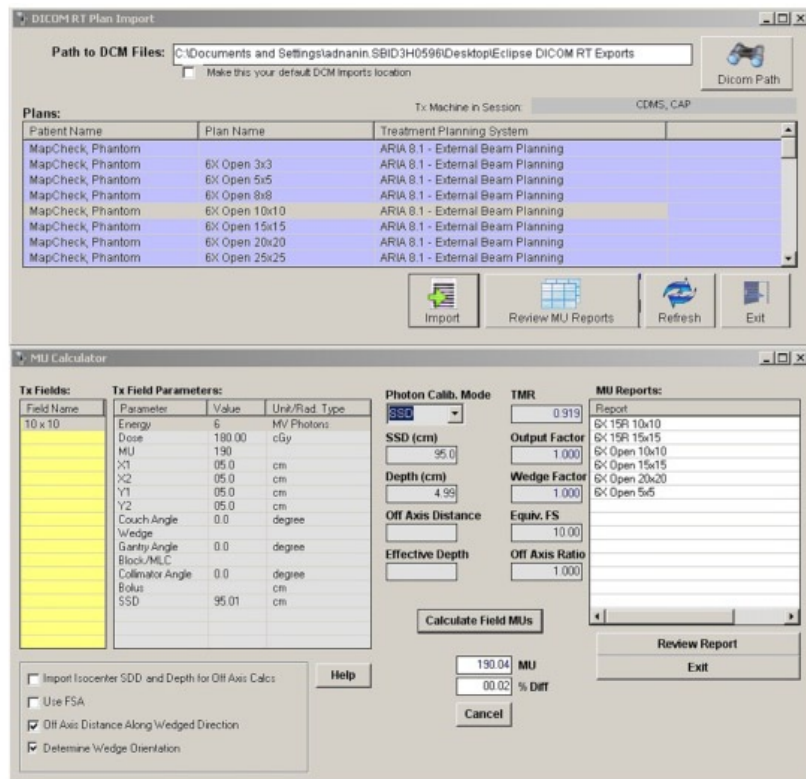 DICOM RT Plan Import
Path to DCM Files: C:\Documents and Settings\adnanin.SBID3H0596\Desktop\Eclipse DICOM RT Exports
Make this your default DCM Imports location
Dicom Path
Tx Machine in Session: CDMS, CAP
Plans:
Patient Name Plan Name Treatment Planning System
MapCheck, Phantom ARIA 8.1 - External Beam Planning
MapCheck, Phantom 6X Open 3x3 ARIA 8.1 - External Beam Planning
MapCheck, Phantom 6X Open 5x5 ARIA 8.1 - External Beam Planning
MapCheck, Phantom 6X Open 8x8 ARIA 8.1 - External Beam Planning
MapCheck, Phantom 6X Open 10x10 ARIA 8.1 - External Beam Planning
MapCheck, Phantom 6X Open 15x15 ARIA 8.1 - External Beam Planning
MapCheck, Phantom 6X Open 20x20 ARIA 8.1 - External Beam Planning
MapCheck, Phantom 6X Open 25x25 ARIA 8.1 - External Beam Planning
Import Review MU Reports Refresh Exit
MU Calculator
Tx Fields:
Field Name
10 x 10
Tx Field Parameters:
Parameter Value Unit/Rad. Type
Energy 6 MV Photons
Dose 180.00 cGy
MU 190
X1 05.0 cm
X2 05.0 cm
Y1 05.0 cm
Y2 05.0 cm
Couch Angle 0.0 degree
Wedge
Gantry Angle 0.0 degree
Block/MLC
Collimator Angle 0.0 degree
Bolus cm
SSD 95.01 cm
Photon Calib. Mode
SSD
SSD (cm)
95.0
Depth (cm)
4.99
Off Axis Distance
Effective Depth
TMR
0.919
Output Factor
1.000
Wedge Factor
1.000
Equiv. FS
10.00
Off Axis Ratio
1.000
MU Reports:
Report
6X 15R 10x10
6X 15R 15x15
6X Open 10x10
6X Open 15x15
6X Open 20x20
6X Open 5x5
Calculate Field MUs
Review Report
Exit
190.04 MU
00.02 % Diff
Cancel
Import Isocenter SDD and Depth for Off Axis Calcs
Use FSA
Off Axis Distance Along Wedged Direction
Determine Wedge Orientation
Help